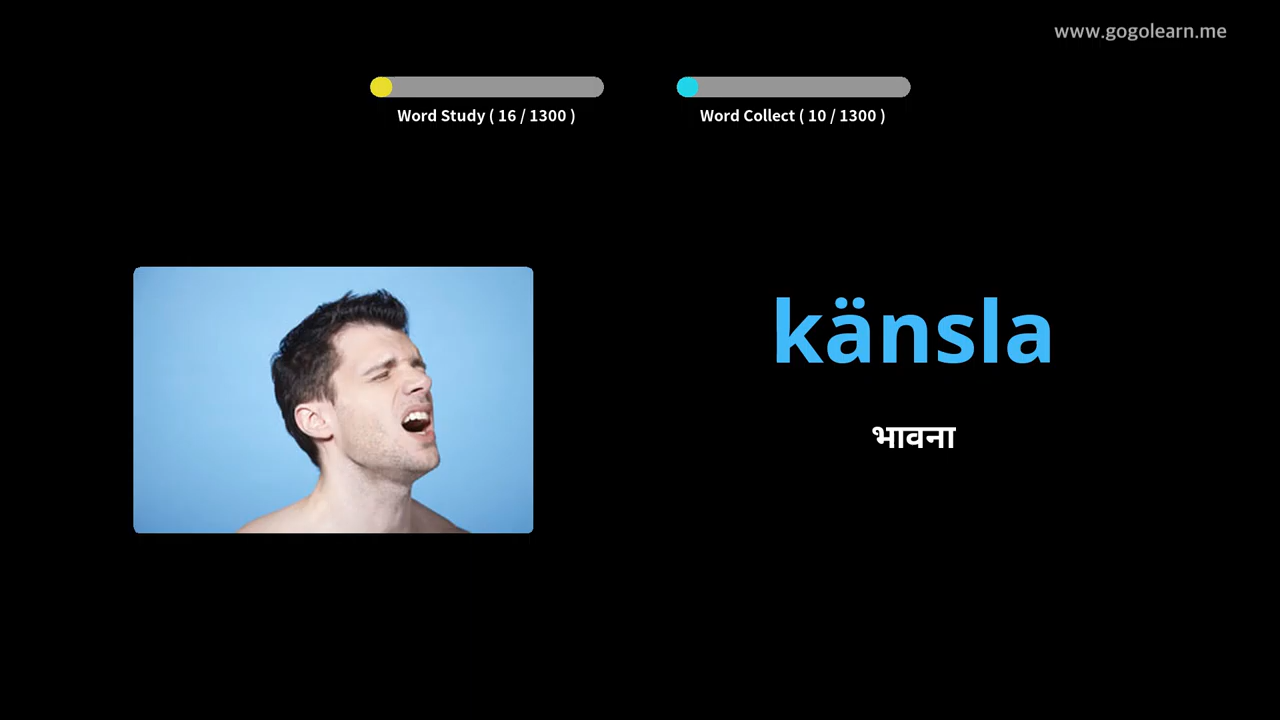 www.gogolearn.me
Word Study ( 16 / 1300 )
Word Collect ( 10 / 1300 )
känsla
भावना